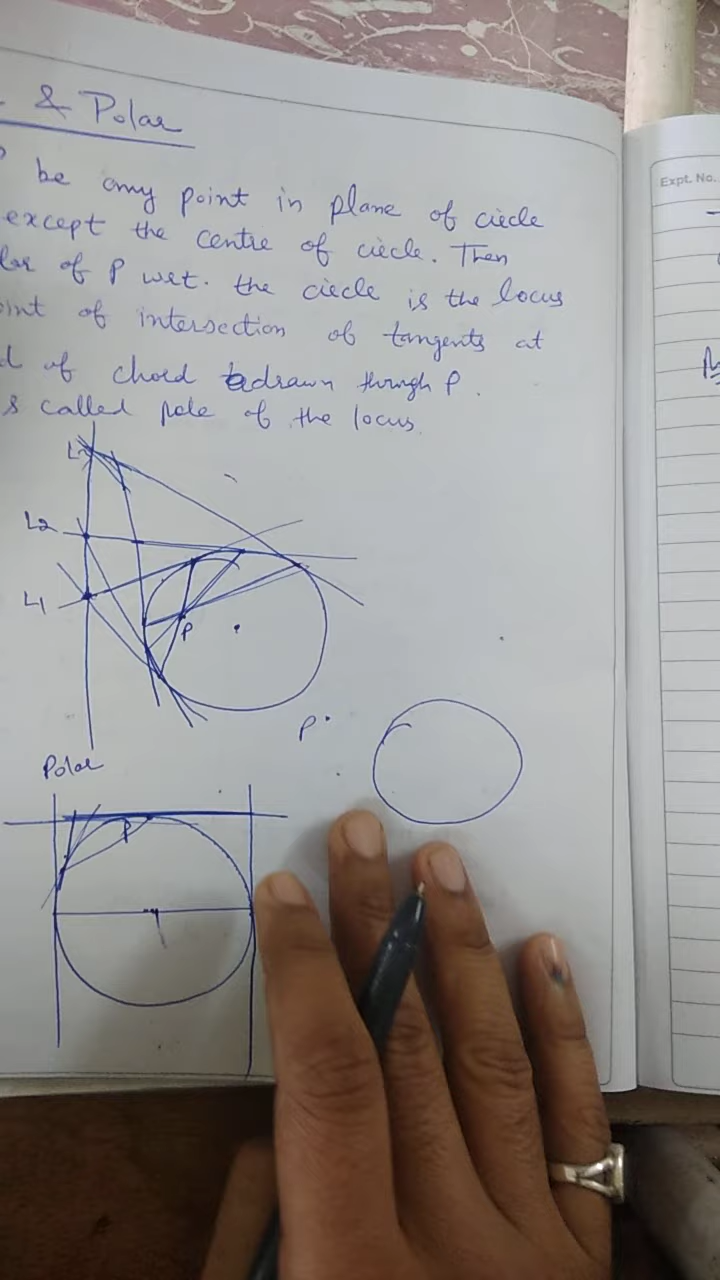 & Polar
be any point in plane of circle
except the centre of circle. Then
of P wrt. the circle is the locus
of intersection of tangents at
of chord drawn through P.
called pole of the locus.
L2
L1
P
P
Polar
P
Expt. No.